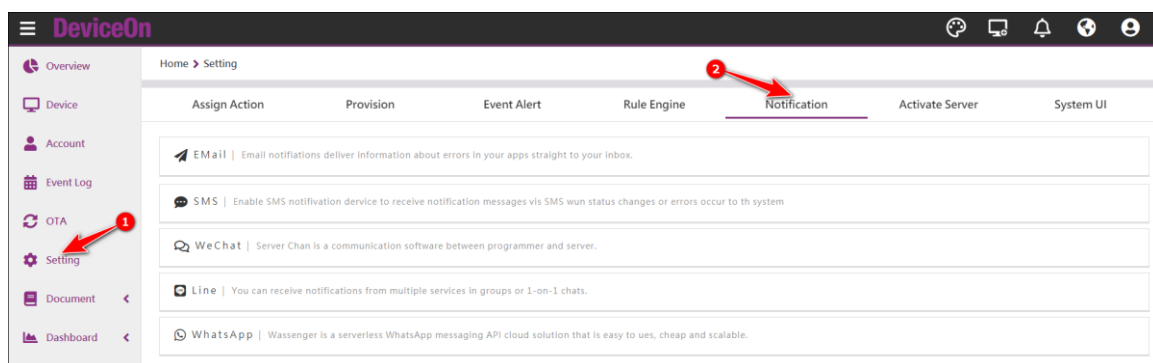 DeviceOn
Overview
Home > Setting
2
Device
Assign Action Provision Event Alert Rule Engine Notification Activate Server System UI
Account
EMail | Email notifiations deliver information about errors in your apps straight to your inbox.
Event Log
SMS | Enable SMS notifivation dervice to receive notification messages vis SMS wun status changes or errors occur to th system
OTA
1
WeChat | Server Chan is a communication software between programmer and server.
Setting
Line | You can receive notifications from multiple services in groups or 1-on-1 chats.
Document
WhatsApp | Wassenger is a serverless WhatsApp messaging API cloud solution that is easy to ues, cheap and scalable.
Dashboard